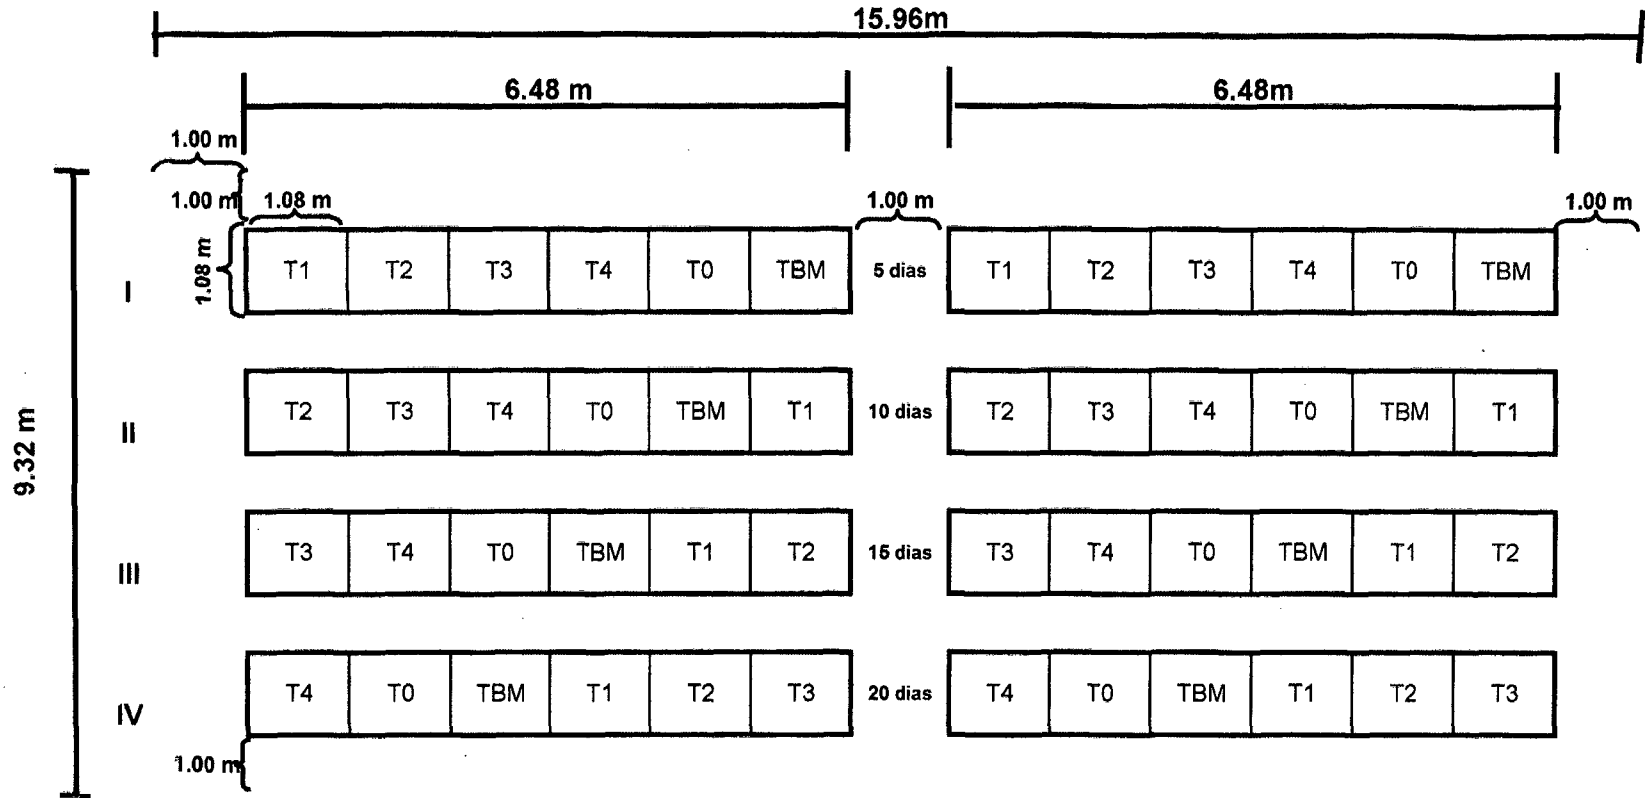 15.96m
6.48 m 6.48m
1.00 m
1.00 m 1.08 m 1.00 m 1.00 m
1.08 m
I T1 T2 T3 T4 T0 TBM 5 dias T1 T2 T3 T4 T0 TBM
9.32 m
II T2 T3 T4 T0 TBM T1 10 dias T2 T3 T4 T0 TBM T1
III T3 T4 T0 TBM T1 T2 15 dias T3 T4 T0 TBM T1 T2
IV T4 T0 TBM T1 T2 T3 20 dias T4 T0 TBM T1 T2 T3
1.00 m